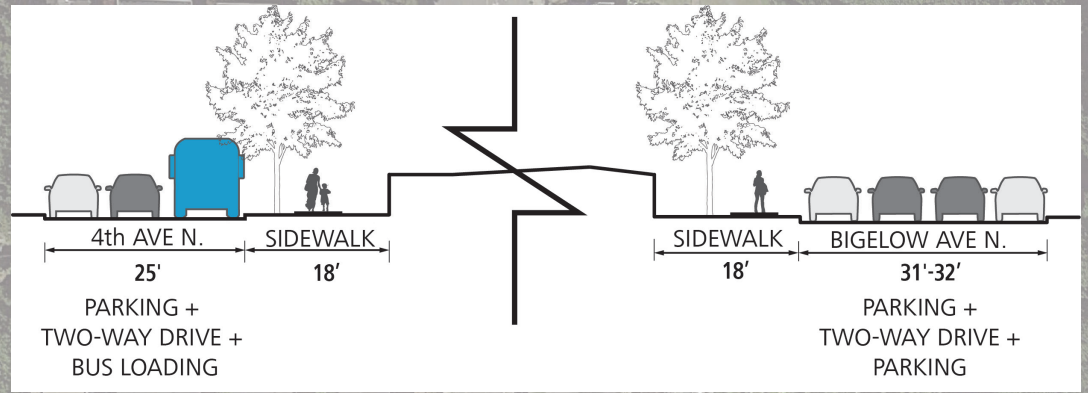 4th AVE N.
25'
PARKING +
TWO-WAY DRIVE +
BUS LOADING
SIDEWALK
18’
SIDEWALK
18’
BIGELOW AVE N.
31'-32’
PARKING +
TWO-WAY DRIVE +
PARKING